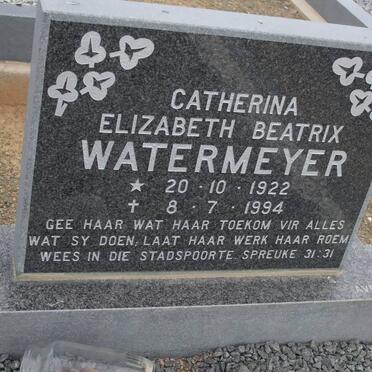 CATHERINA
ELIZABETH BEATRIX
WATERMEYER
★ 20 · 10 · 1922
✝ 8 · 7 · 1994
GEE HAAR WAT HAAR TOEKOM VIR ALLES
WAT SY DOEN, LAAT HAAR WERK HAAR ROEM
WEES IN DIE STADSPOORTE. SPREUKE 31:31